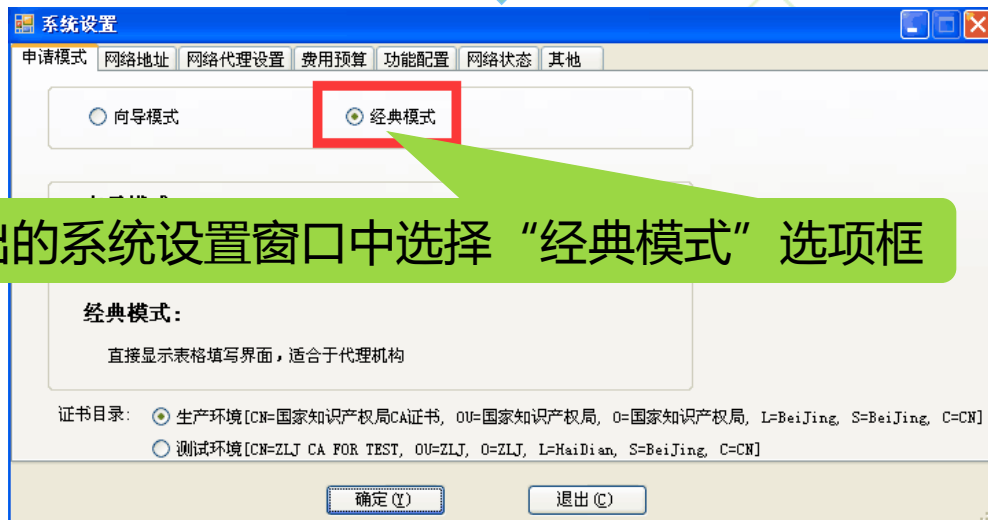 系统设置
申请模式 网络地址 网络代理设置 费用预算 功能配置 网络状态 其他
向导模式 经典模式
出的系统设置窗口中选择“经典模式”选项框
经典模式:
直接显示表格填写界面,适合于代理机构
证书目录: 生产环境[CN=国家知识产权局CA证书, OU=国家知识产权局, O=国家知识产权局, L=BeiJing, S=BeiJing, C=CN]
测试环境[CN=ZLJ CA FOR TEST, OU=ZLJ, O=ZLJ, L=HaiDian, S=BeiJing, C=CN]
确定(Y) 退出(C)